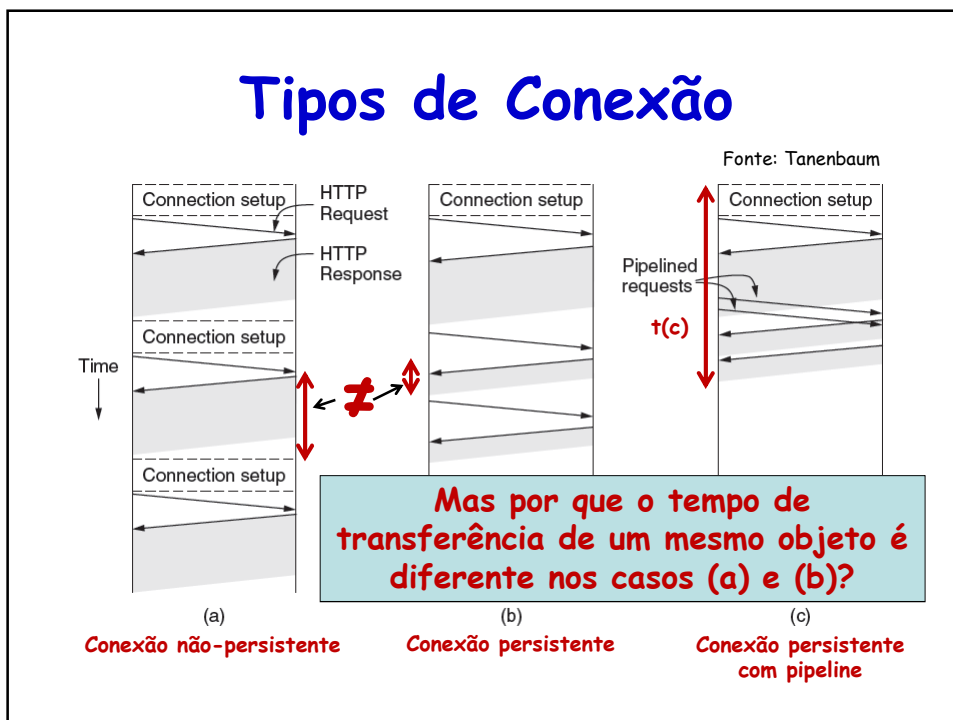 Tipos de Conexão
Fonte: Tanenbaum
Connection setup
HTTP
Request
HTTP
Response
Connection setup
Connection setup
Time
≠
(a)
Conexão não-persistente
Connection setup
(b)
Conexão persistente
Connection setup
Pipelined
requests
t(c)
(c)
Conexão persistente
com pipeline
Mas por que o tempo de
transferência de um mesmo objeto é
diferente nos casos (a) e (b)?